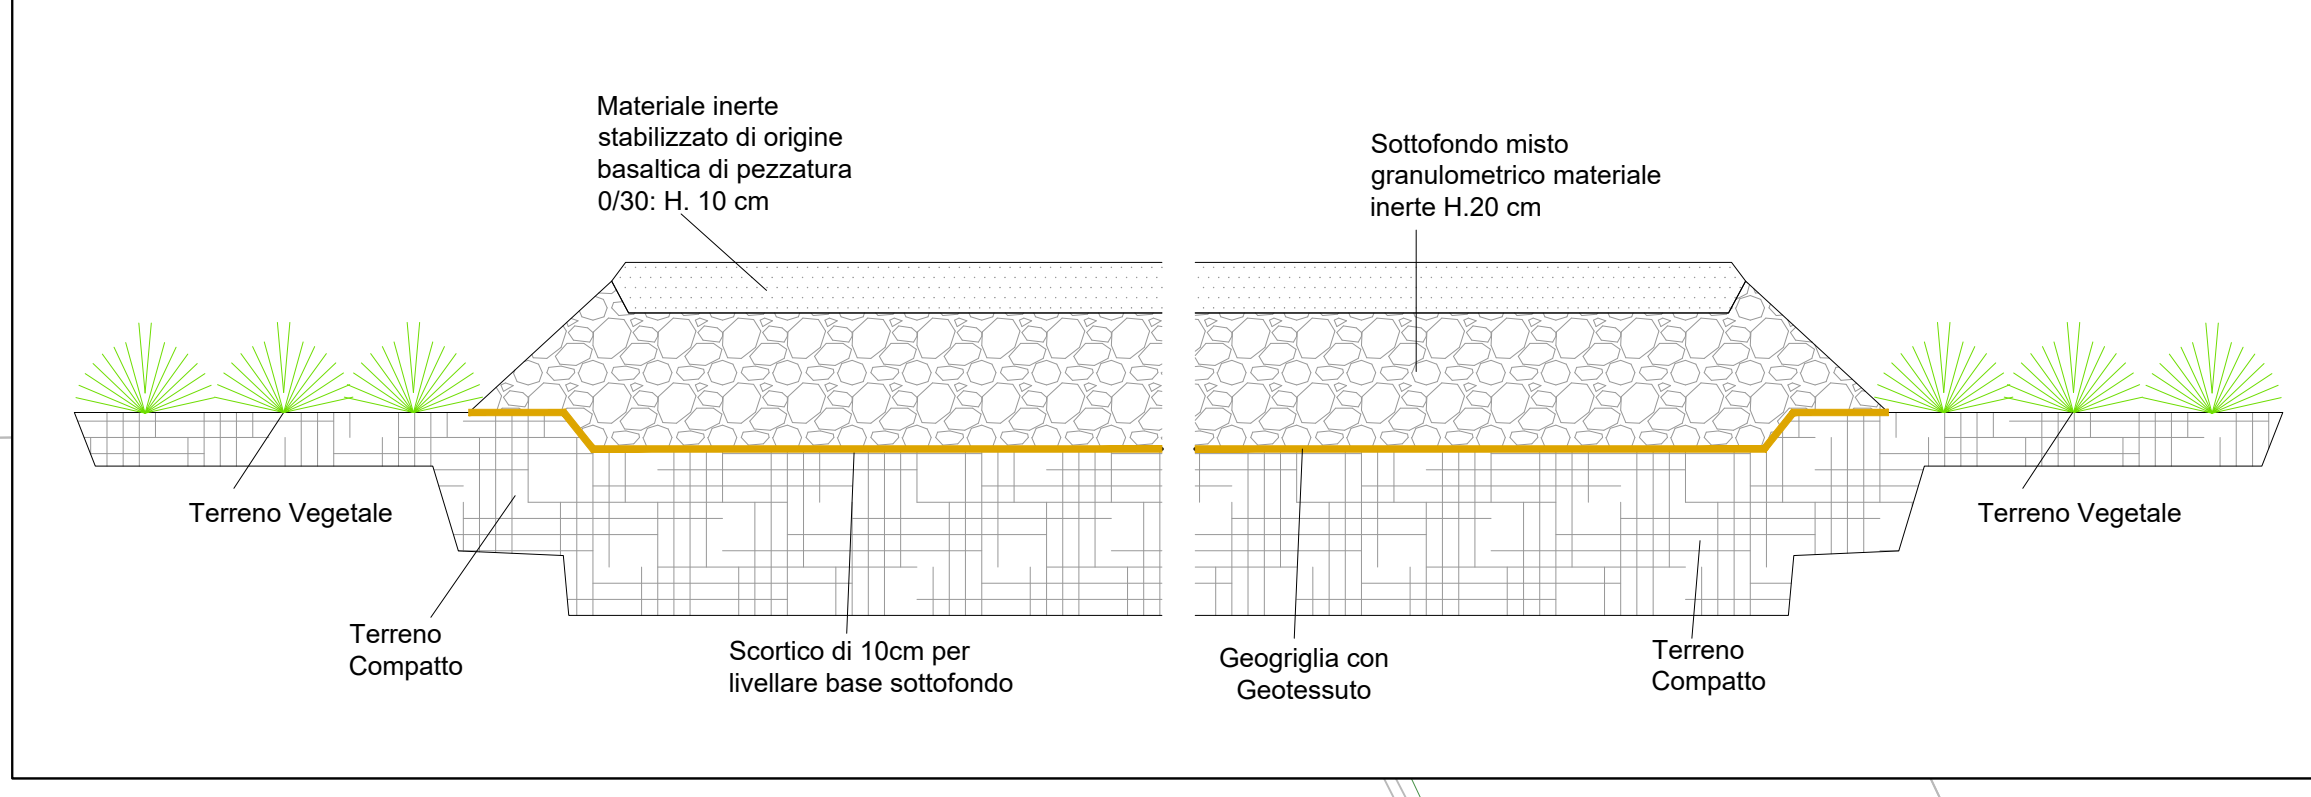 Materiale inerte
stabilizzato di origine
basaltica di pezzatura
0/30: H. 10 cm
Sottofondo misto
granulometrico materiale
inerte H.20 cm
Terreno Vegetale
Terreno Vegetale
Terreno
Compatto
Scortico di 10cm per
livellare base sottofondo
Geogriglia con
Geotessuto
Terreno
Compatto